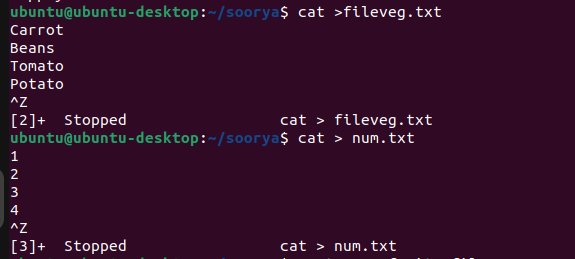 ubuntu@ubuntu-desktop:~/soorya$ cat >fileveg.txt
Carrot
Beans
Tomato
Potato
^Z
[2]+  Stopped                 cat > fileveg.txt
ubuntu@ubuntu-desktop:~/soorya$ cat > num.txt
1
2
3
4
^Z
[3]+  Stopped                 cat > num.txt